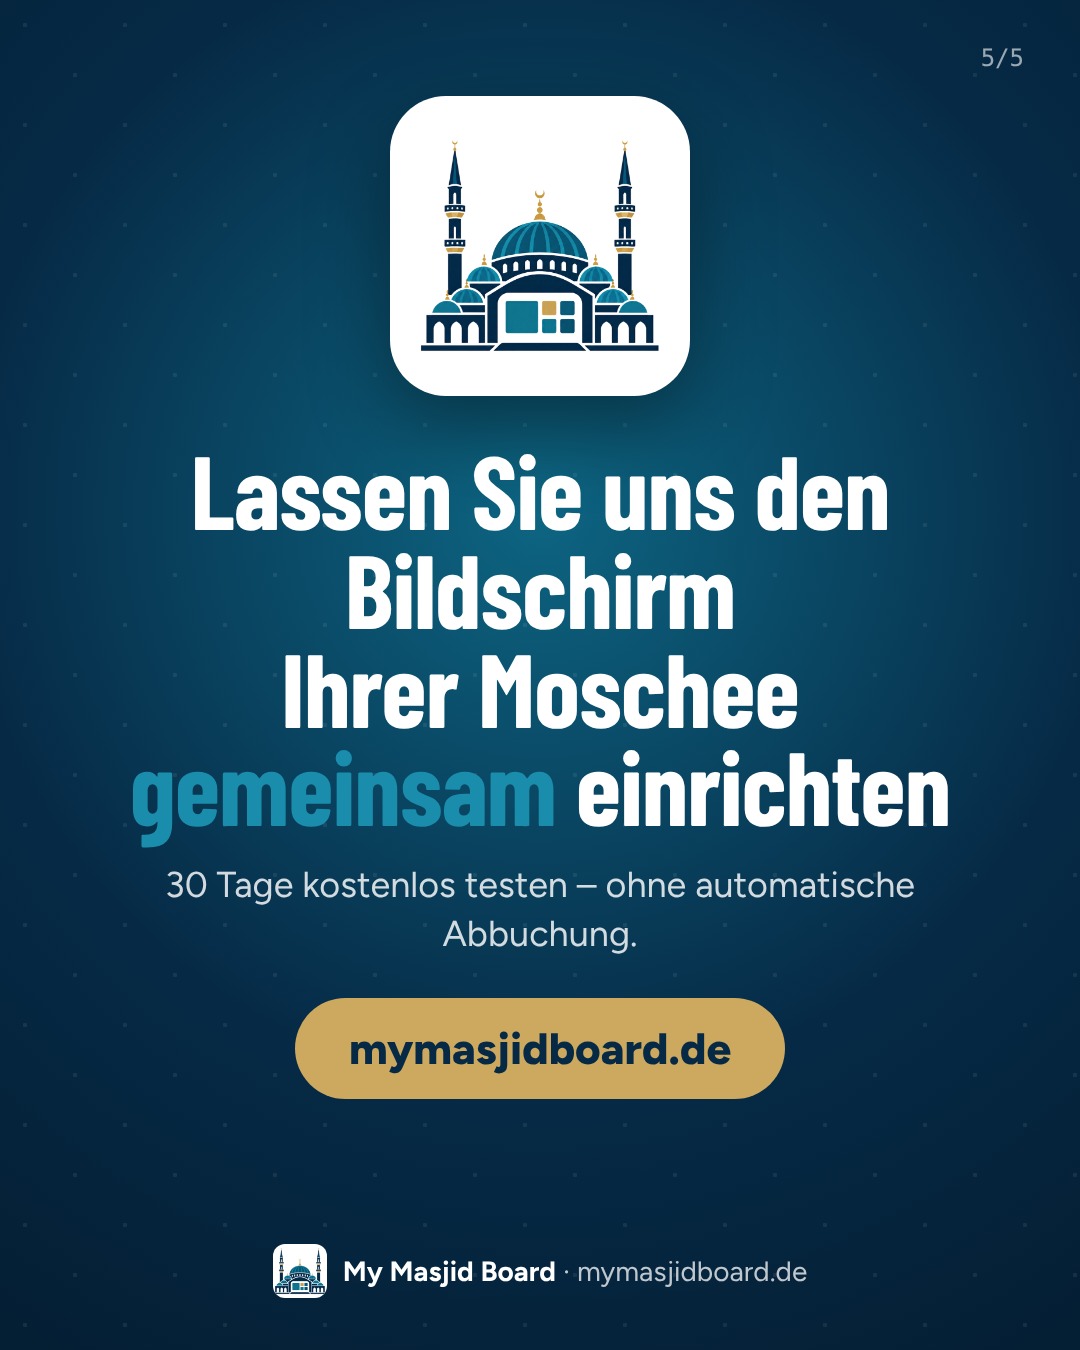 5/5
Lassen Sie uns den
Bildschirm
Ihrer Moschee
gemeinsam einrichten
30 Tage kostenlos testen – ohne automatische
Abbuchung.
mymasjidboard.de
My Masjid Board · mymasjidboard.de